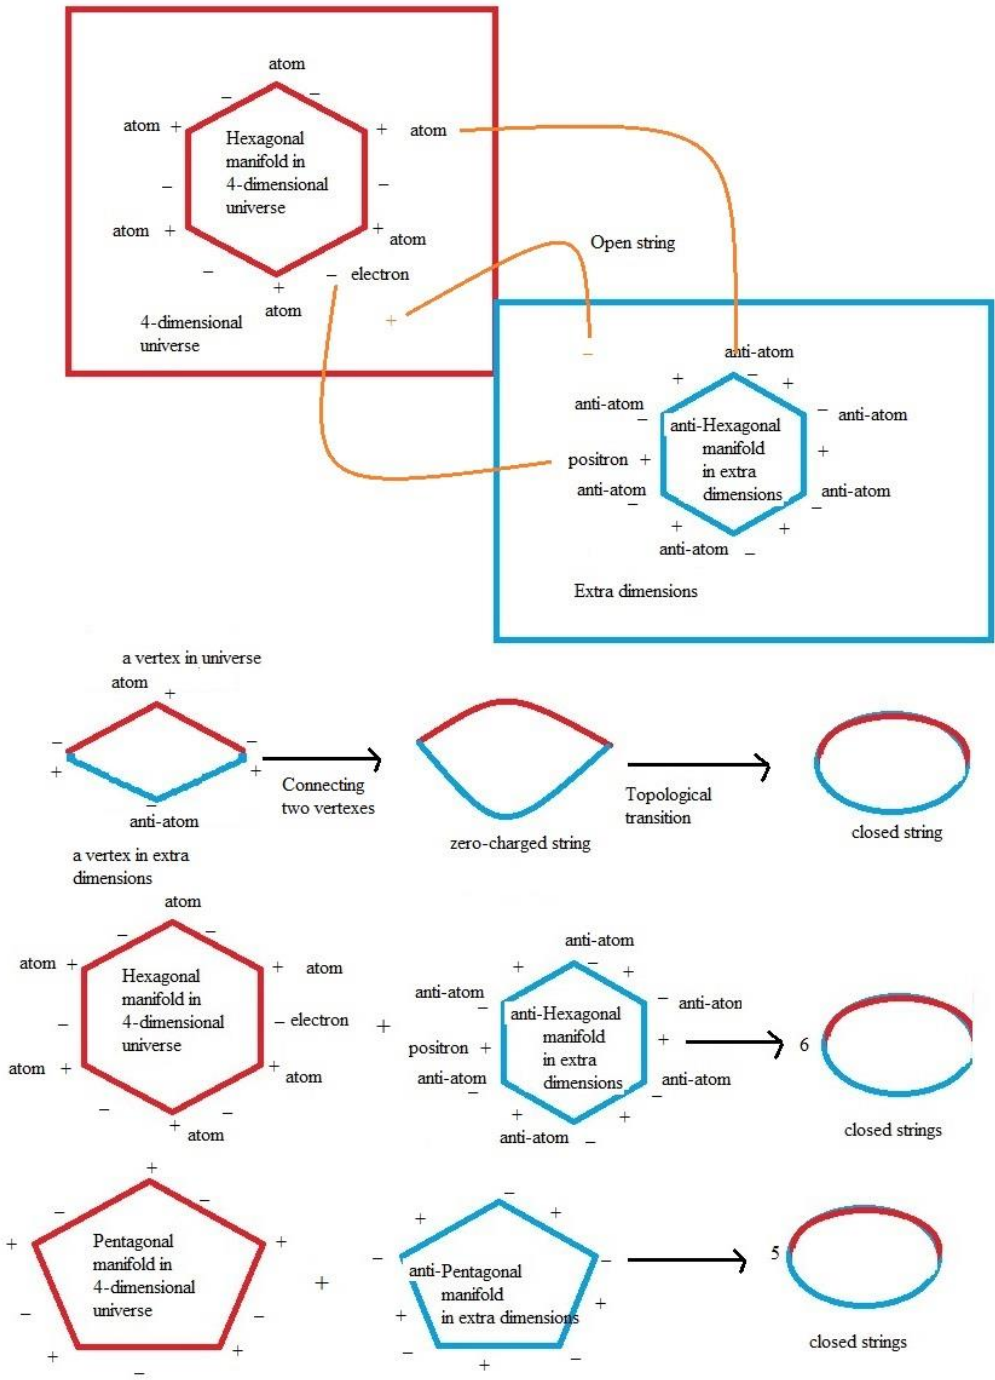 atom
− −
atom + + atom
Hexagonal
manifold in
4-dimensional
universe
− −
atom + + atom
− − electron
+
atom
4-dimensional
universe
+
Open string
−
anti-atom
+ − +
anti-atom
− − anti-atom
anti-Hexagonal
manifold
in extra
dimensions
positron + +
anti-atom anti-atom
− −
+ +
anti-atom −
Extra dimensions
a vertex in universe
atom +
− −
+ +
−
anti-atom
a vertex in extra
dimensions
Connecting
two vertexes
zero-charged string
Topological
transition
closed string
atom
− −
atom + + atom
Hexagonal
manifold in
4-dimensional
universe
− − electron
atom + + atom
− −
+ atom
+
anti-atom
+ − +
anti-atom
− − anti-aton
anti-Hexagonal
manifold
in extra
dimensions
positron + +
anti-atom anti-atom
− −
+ +
anti-atom −
6
closed strings
+
− −
+ +
Pentagonal
manifold in
4-dimensional
universe
− −
+ +
−
+
−
+ +
− −
anti-Pentagonal
manifold
in extra dimensions
+ +
− −
+
5
closed strings